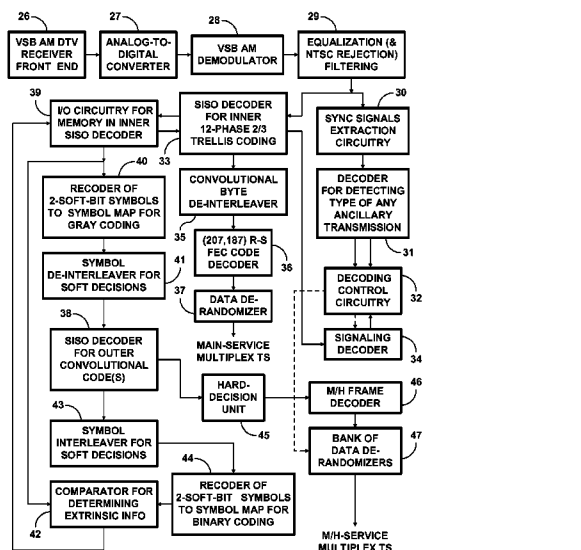 26
27
28
29
VSB AM DTV
RECEIVER
FRONT END
ANALOG-TO-
DIGITAL
CONVERTER
VSB AM
DEMODULATOR
EQUALIZATION (&
NTSC REJECTION)
FILTERING
39
I/O CIRCUITRY FOR
MEMORY IN INNER
SISO DECODER
SISO DECODER
FOR INNER
12-PHASE 2/3
TRELLIS CODING
33
30
SYNC SIGNALS
EXTRACTION
CIRCUITRY
40
RECODER OF
2-SOFT-BIT SYMBOLS
TO SYMBOL MAP FOR
GRAY CODING
CONVOLUTIONAL
BYTE
DE-INTERLEAVER
35
DECODER
FOR DETECTING
TYPE OF ANY
ANCILLARY
TRANSMISSION
31
(207,187) R-S
FEC CODE
DECODER
36
41
SYMBOL
DE-INTERLEAVER FOR
SOFT DECISIONS
37
DATA DE-
RANDOMIZER
MAIN-SERVICE
MULTIPLEX TS
DECODING
CONTROL
CIRCUITRY
32
38
SISO DECODER
FOR OUTER
CONVOLUTIONAL
CODE(S)
SIGNALING
DECODER
34
HARD-
DECISION
UNIT
45
46
M/H FRAME
DECODER
43
SYMBOL
INTERLEAVER FOR
SOFT DECISIONS
BANK OF
DATA DE-
RANDOMIZERS
47
44
RECODER OF
2-SOFT-BIT SYMBOLS
TO SYMBOL MAP FOR
BINARY CODING
COMPARATOR FOR
DETERMINING
EXTRINSIC INFO
42
M/H-SERVICE
MULTIPLEX TS